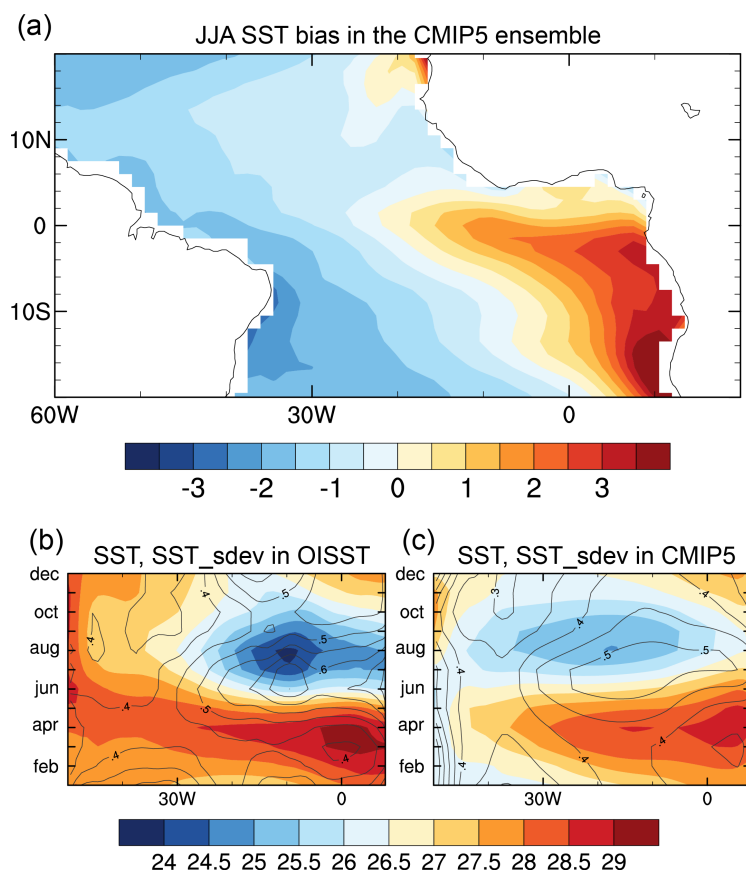 (a)
JJA SST bias in the CMIP5 ensemble
10N
0
10S
60W 30W 0
-3 -2 -1 0 1 2 3
(b) (c)
SST, SST_sdev in OISST SST, SST_sdev in CMIP5
dec dec
.4 .5 .3 .4
oct oct
.4 .5 .4
aug aug
.6 .5 .5
jun jun
.4 .5 .4
apr apr
.4 .4
feb feb
.4 .4 .4
30W 0 30W 0
24 24.5 25 25.5 26 26.5 27 27.5 28 28.5 29